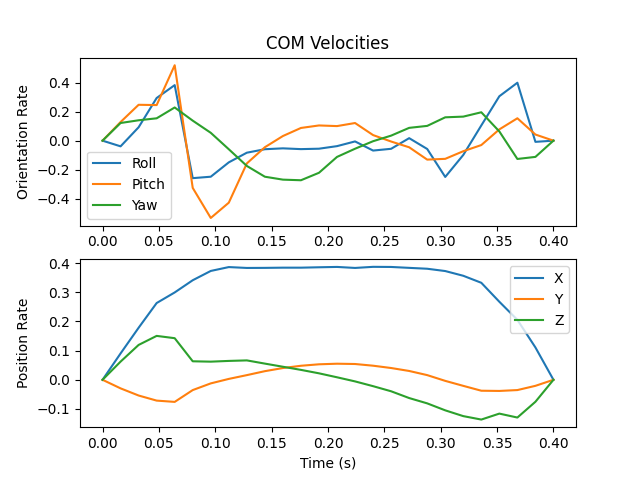 COM Velocities
Orientation Rate
0.4
0.2
0.0
−0.2
−0.4
Roll
Pitch
Yaw
0.00 0.05 0.10 0.15 0.20 0.25 0.30 0.35 0.40
Position Rate
0.4
0.3
0.2
0.1
0.0
−0.1
X
Y
Z
0.00 0.05 0.10 0.15 0.20 0.25 0.30 0.35 0.40
Time (s)